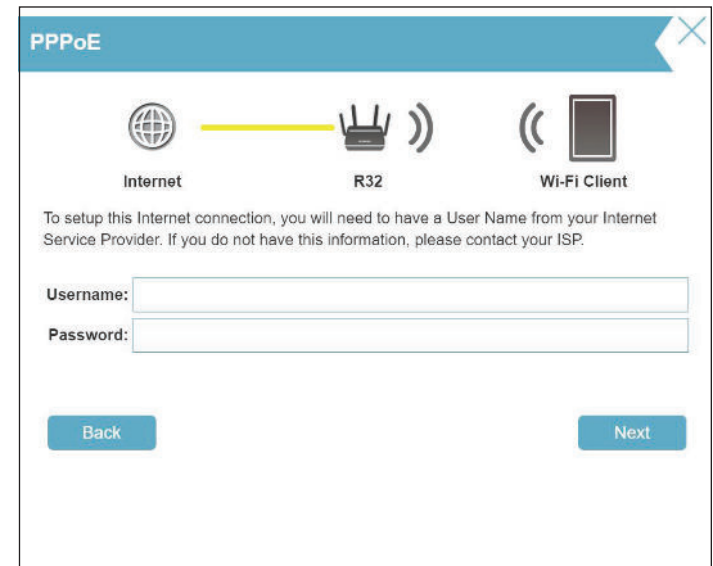 PPPoE
Internet R32 Wi-Fi Client
To setup this Internet connection, you will need to have a User Name from your Internet
Service Provider. If you do not have this information, please contact your ISP.
Username:
Password:
Back Next